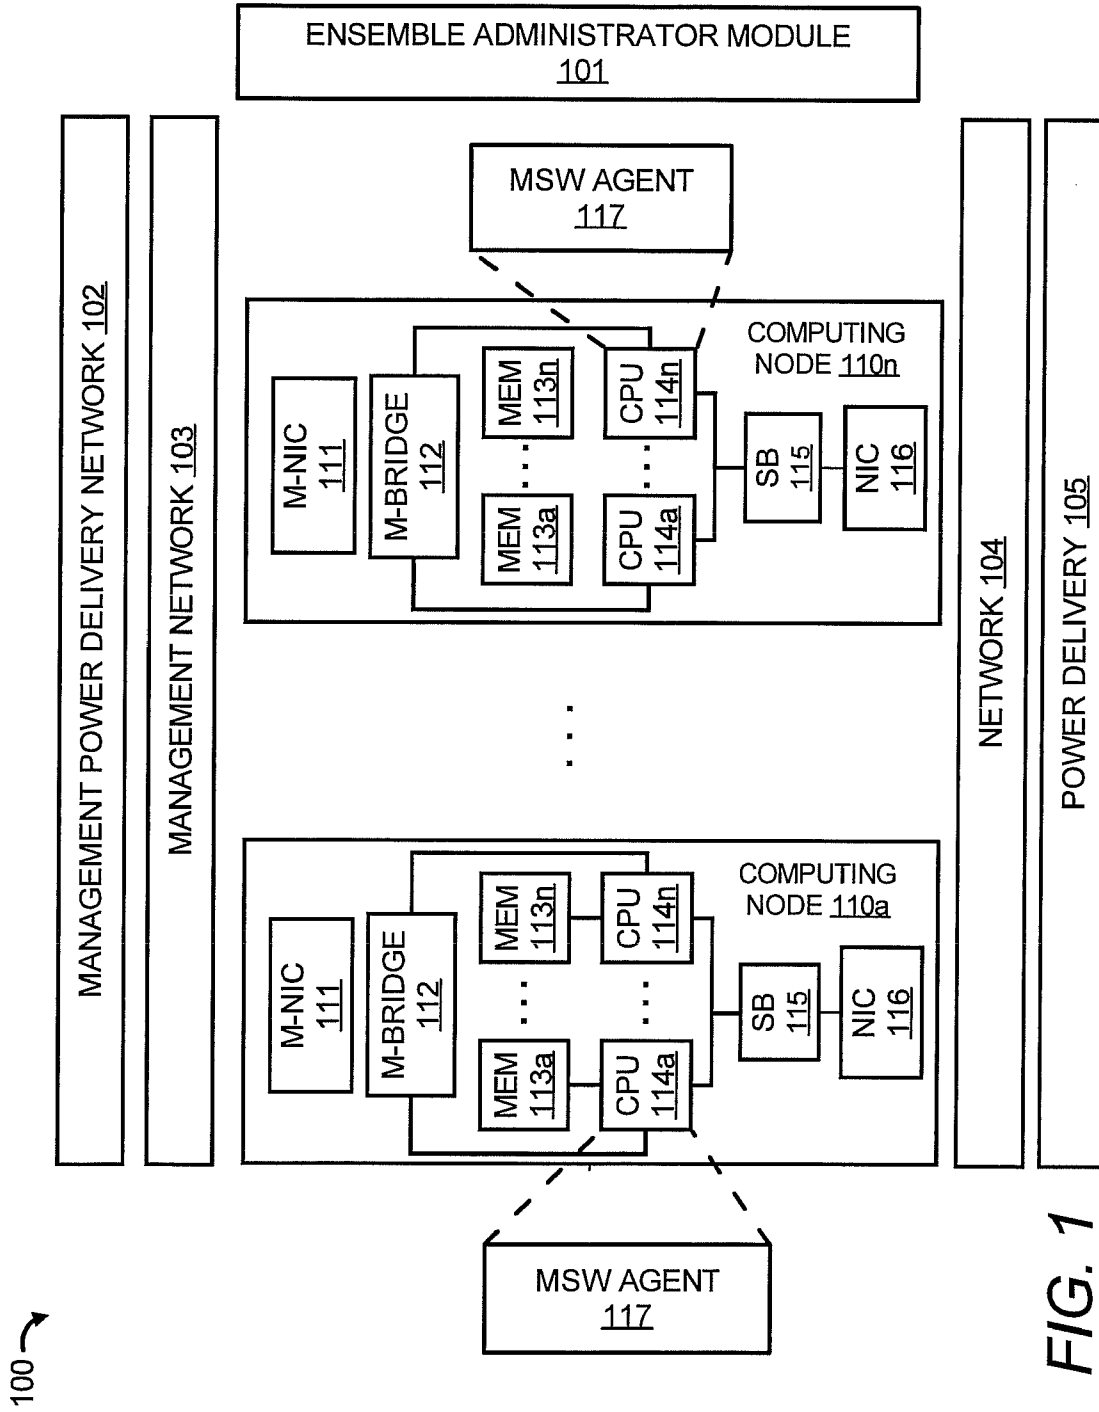 100
MANAGEMENT POWER DELIVERY NETWORK 102
MANAGEMENT NETWORK 103
ENSEMBLE ADMINISTRATOR MODULE
101
MSW AGENT
117
M-NIC
111
M-BRIDGE
112
MEM
113a
...
MEM
113n
CPU
114a
...
CPU
114n
SB
115
NIC
116
COMPUTING
NODE 110a
...
M-NIC
111
M-BRIDGE
112
MEM
113a
...
MEM
113n
CPU
114a
...
CPU
114n
SB
115
NIC
116
COMPUTING
NODE 110n
MSW AGENT
117
NETWORK 104
POWER DELIVERY 105
FIG. 1